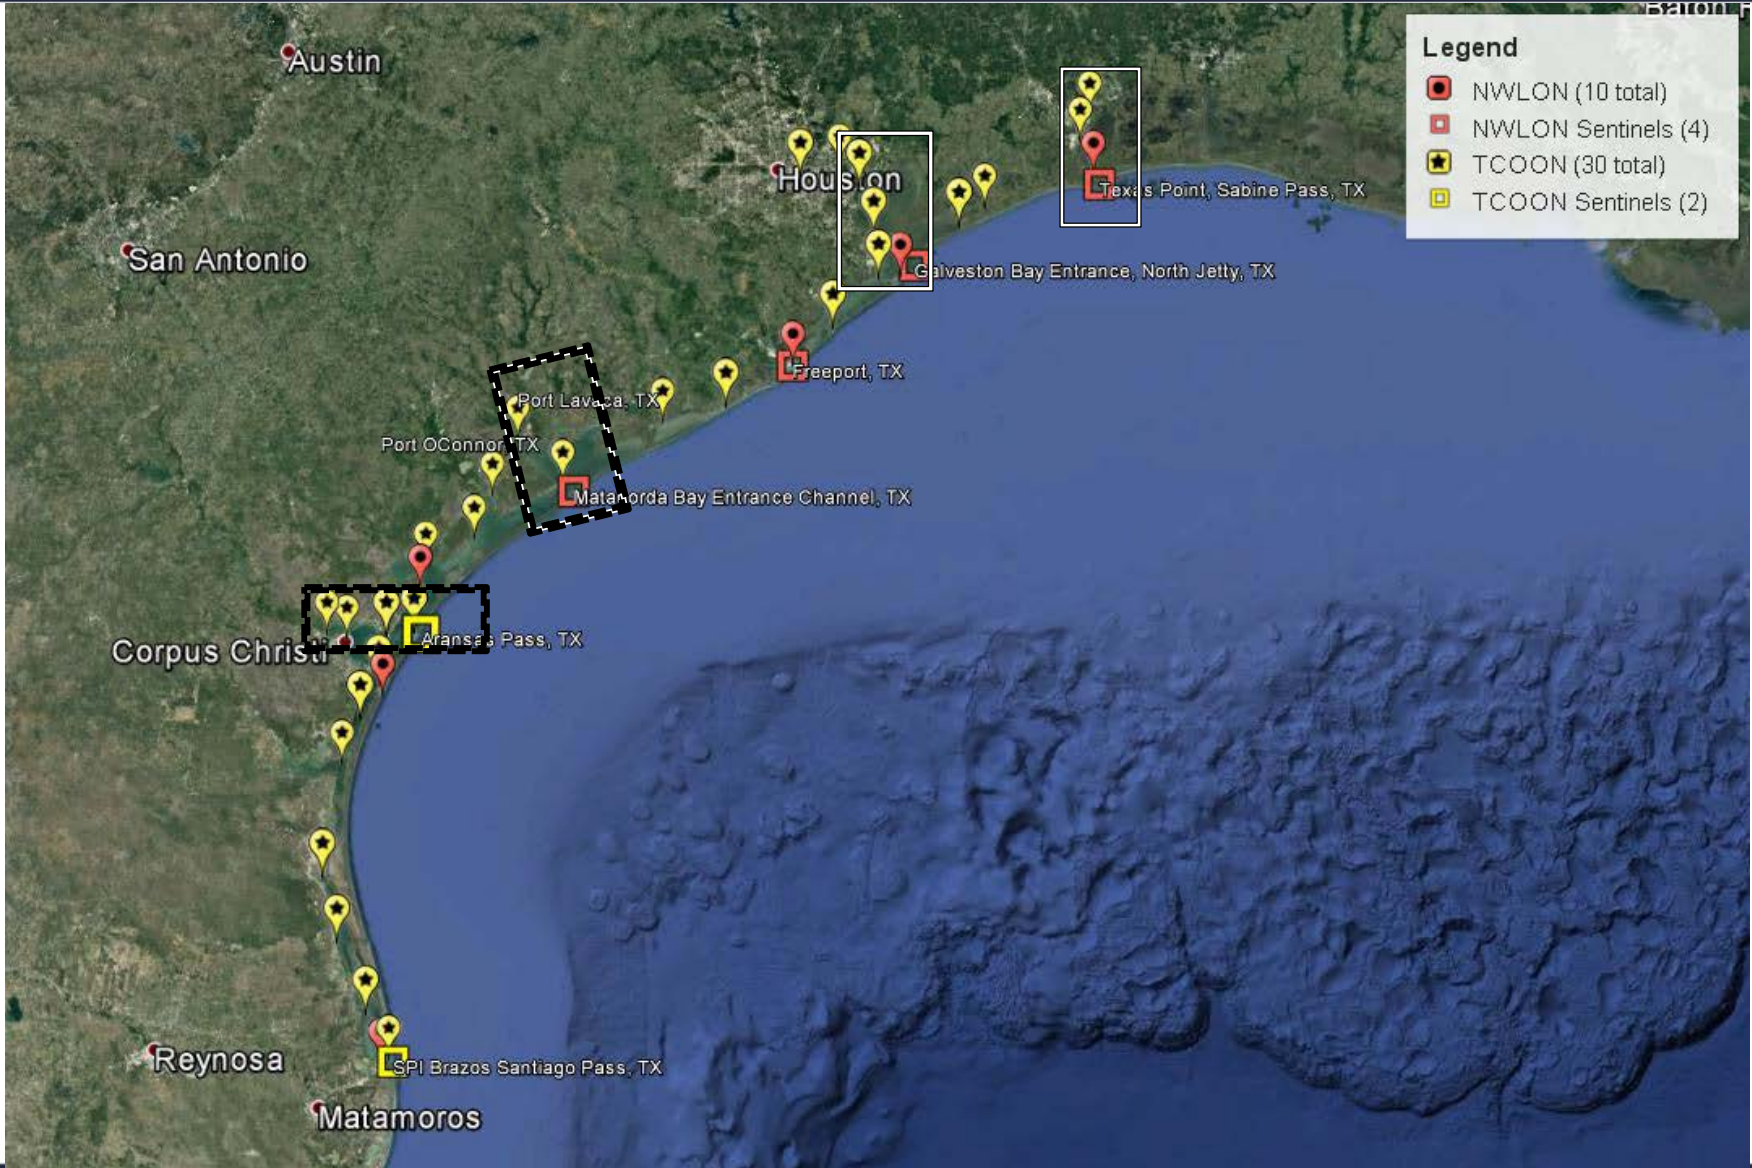 Austin
Legend
NWLON (10 total)
NWLON Sentinels (4)
TCOON (30 total)
TCOON Sentinels (2)
Houston
Texas Point, Sabine Pass, TX
San Antonio
Galveston Bay Entrance, North Jetty, TX
Freeport, TX
Port Lavaca, TX
Port OConnor, TX
Matagorda Bay Entrance Channel, TX
Aransas Pass, TX
Corpus Christi
Reynosa
SPI Brazos Santiago Pass, TX
Matamoros